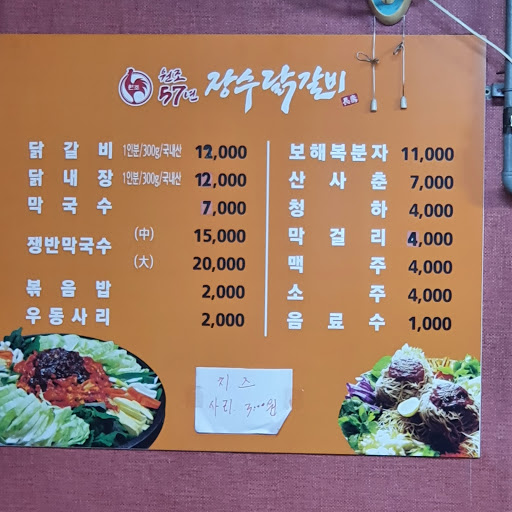 원조
원조 57년 장수닭갈비
닭갈비 1인분/300g/국내산 12,000
닭내장 1인분/300g/국내산 12,000
막국수 7,000
쟁반막국수 (中) 15,000
(大) 20,000
볶음밥 2,000
우동사리 2,000
보해복분자 11,000
산사춘 7,000
청하 4,000
막걸리 4,000
맥주 4,000
소주 4,000
음료수 1,000
치즈
사리 3,000원